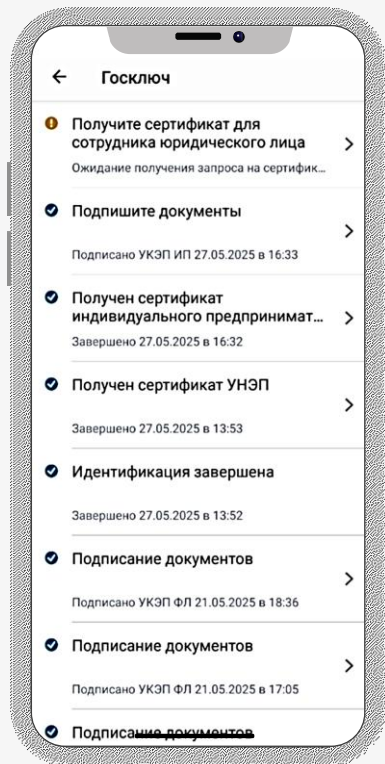 Госключ
Получите сертификат для
сотрудника юридического лица
Ожидание получения запроса на сертифик...
Подпишите документы
Подписано УКЭП ИП 27.05.2025 в 16:33
Получен сертификат
индивидуального предпринимат...
Завершено 27.05.2025 в 16:32
Получен сертификат УНЭП
Завершено 27.05.2025 в 13:53
Идентификация завершена
Завершено 27.05.2025 в 13:52
Подписание документов
Подписано УКЭП ФЛ 21.05.2025 в 18:36
Подписание документов
Подписано УКЭП ФЛ 21.05.2025 в 17:05
Подписание документов